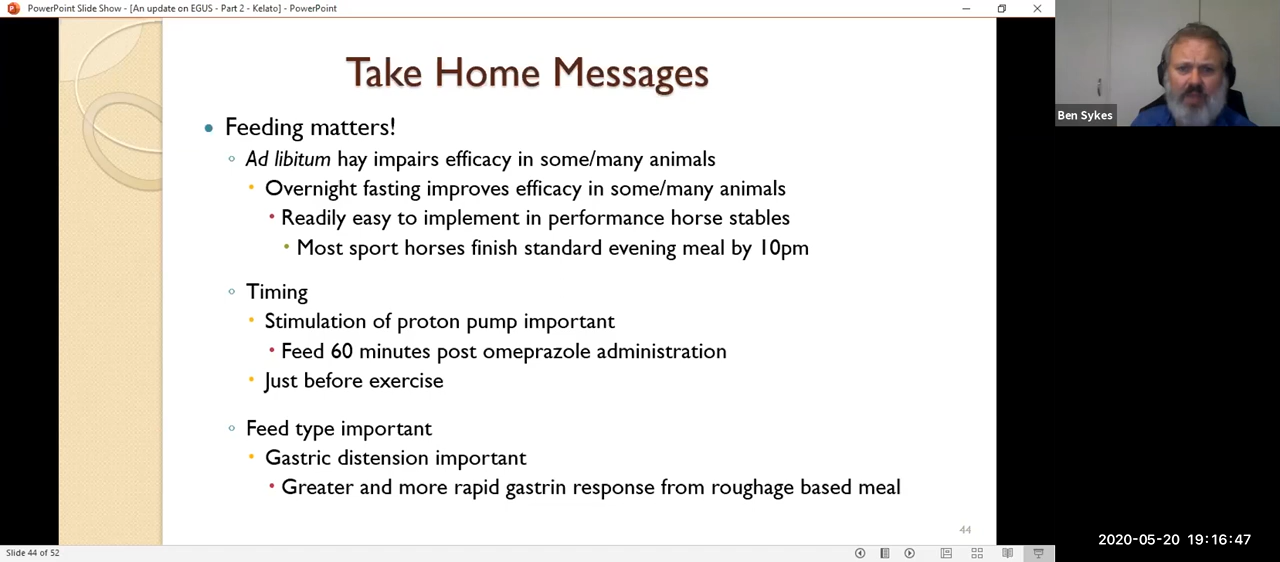 PowerPoint Slide Show - [An update on EGUS - Part 2 - Kelato] - PowerPoint
Take Home Messages
Feeding matters!
Ad libitum hay impairs efficacy in some/many animals
Overnight fasting improves efficacy in some/many animals
Readily easy to implement in performance horse stables
Most sport horses finish standard evening meal by 10pm
Timing
Stimulation of proton pump important
Feed 60 minutes post omeprazole administration
Just before exercise
Feed type important
Gastric distension important
Greater and more rapid gastrin response from roughage based meal
44
Slide 44 of 52
Ben Sykes
2020-05-20 19:16:47